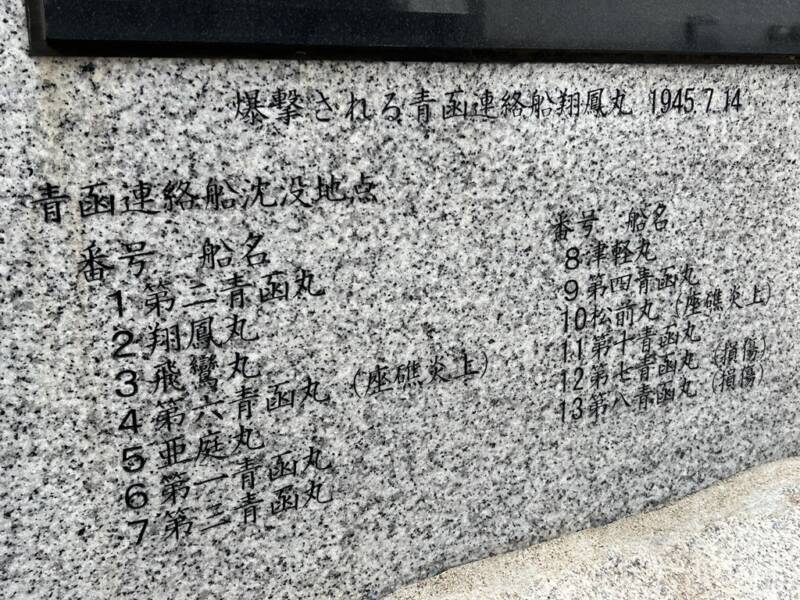 爆撃される青函連絡船翔鳳丸 1945.7.14
青函連絡船沈没地点
番号 船名
1 第二青函丸
2 翔鳳丸
3 飛鸞丸
4 第六青函丸 (座礁炎上)
5 亜庭丸
6 第一青函丸
7 第三青函丸
番号 船名
8 津軽丸
9 第四青函丸
10 松前丸 (座礁炎上)
11 第十青函丸
12 第七青函丸 (損傷)
13 第八青函丸 (損傷)